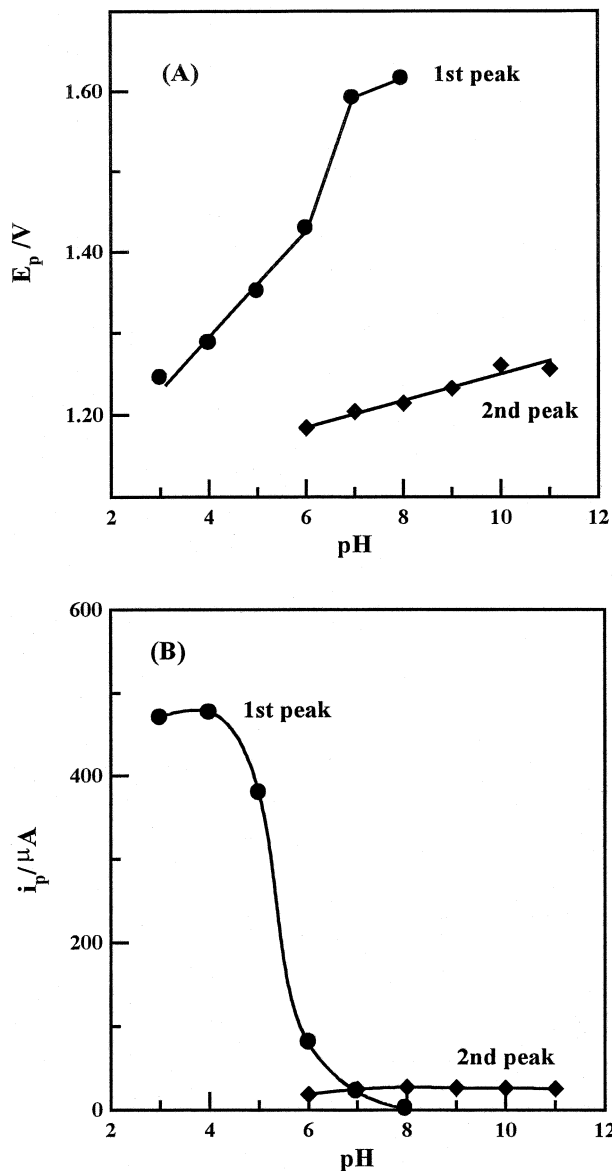 (A)
1st peak
1.60
1.40
1.20
E_p /V
2nd peak
2 4 6 8 10 12
pH
600
(B)
1st peak
400
i_p/μA
200
2nd peak
0
2 4 6 8 10 12
pH